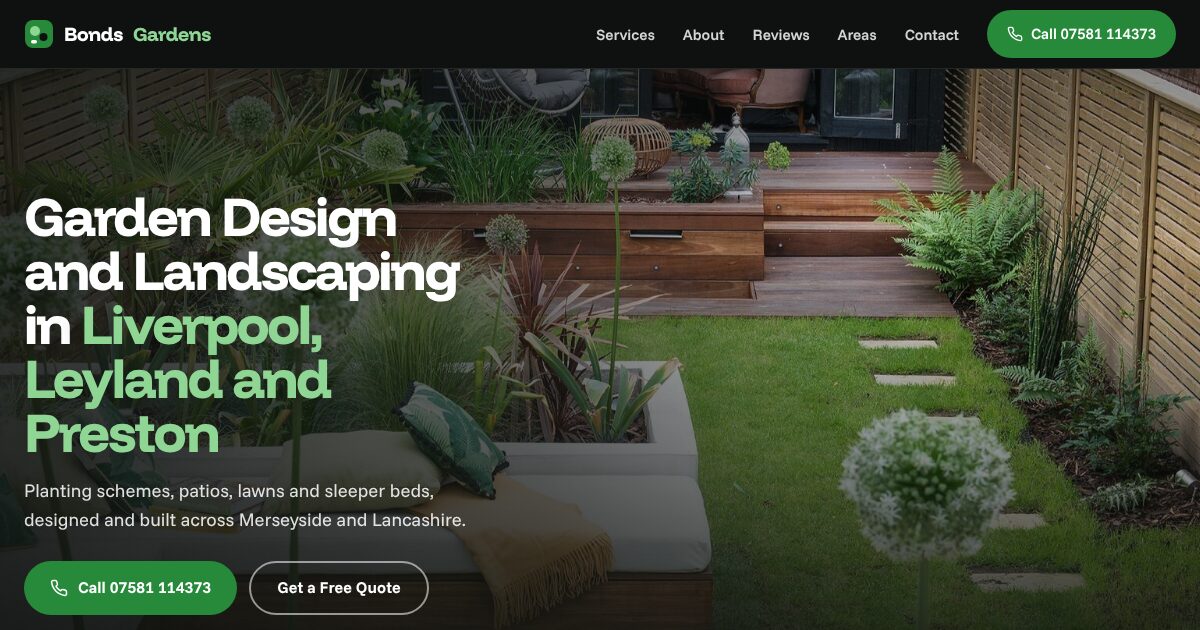 Bonds Gardens
Services
About
Reviews
Areas
Contact
Call 07581 114373
Garden Design
and Landscaping
in Liverpool,
Leyland and
Preston
Planting schemes, patios, lawns and sleeper beds,
designed and built across Merseyside and Lancashire.
Call 07581 114373
Get a Free Quote